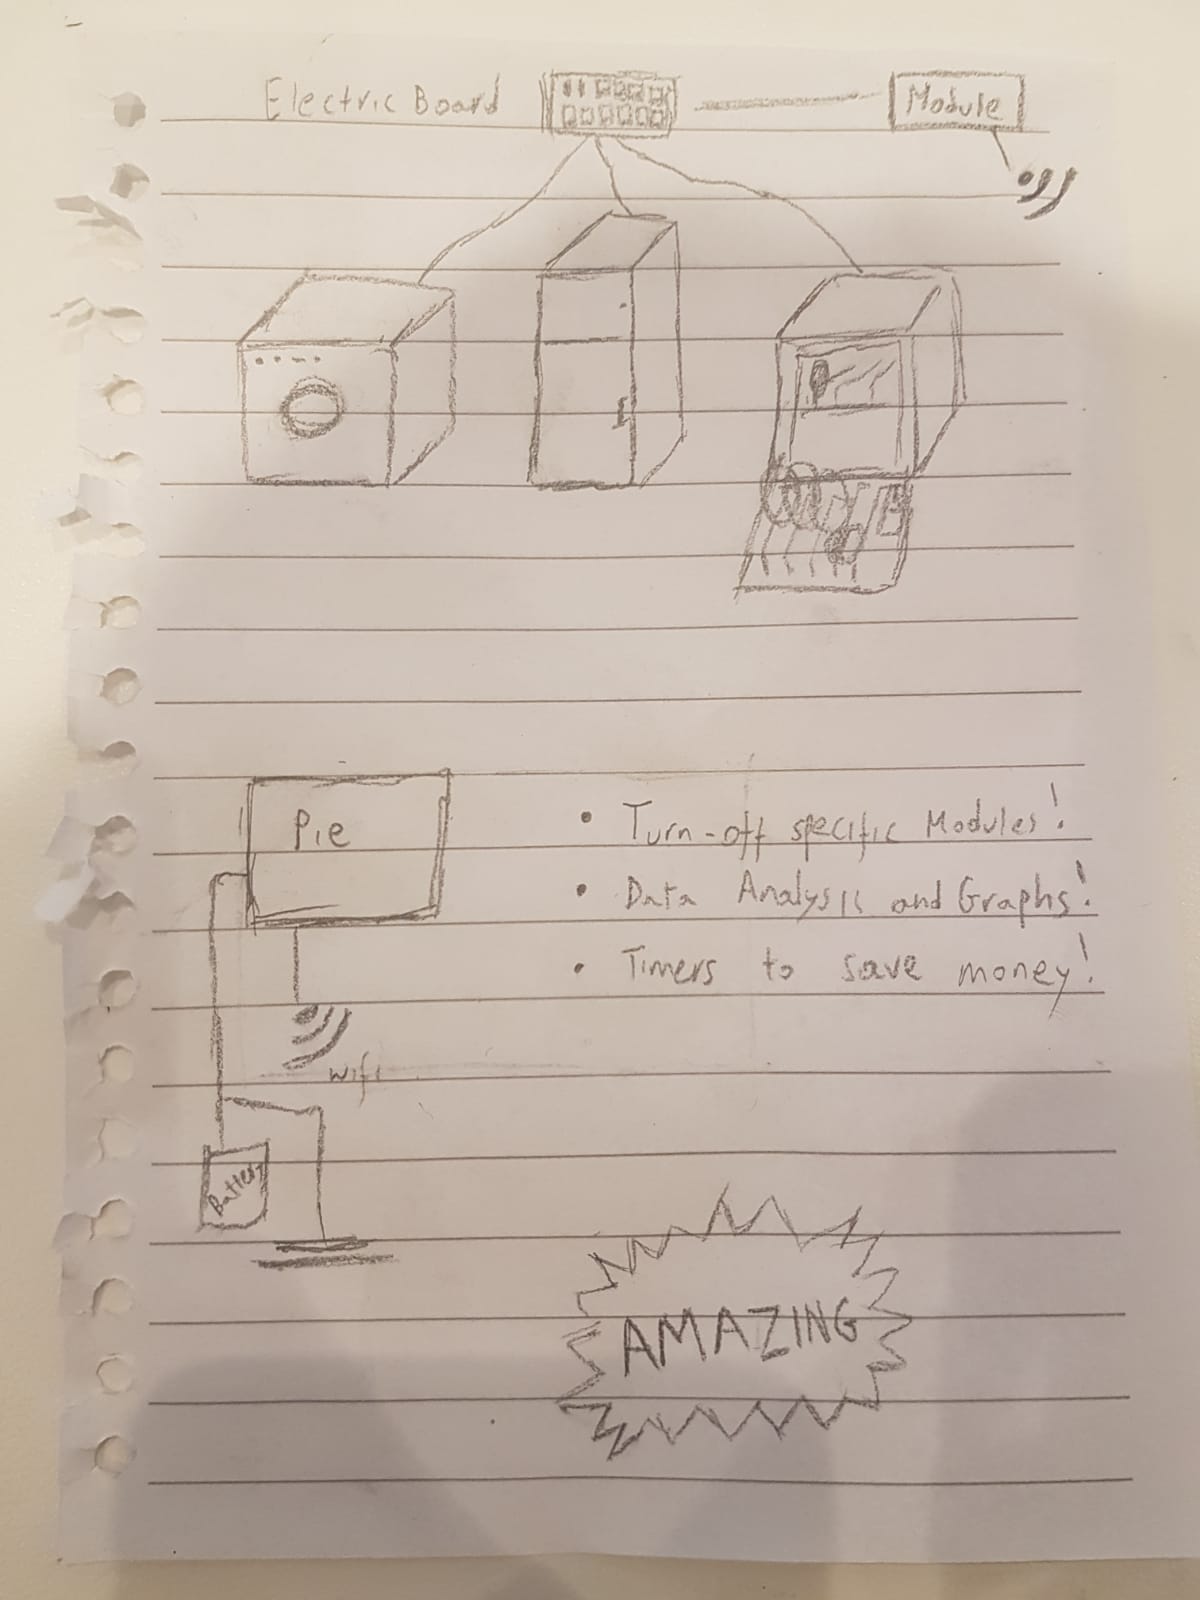 Electric Board
Module
Pie
• Turn-off specific Modules!
• Data Analysis and Graphs!
• Timers to save money!
wifi
Battery
AMAZING